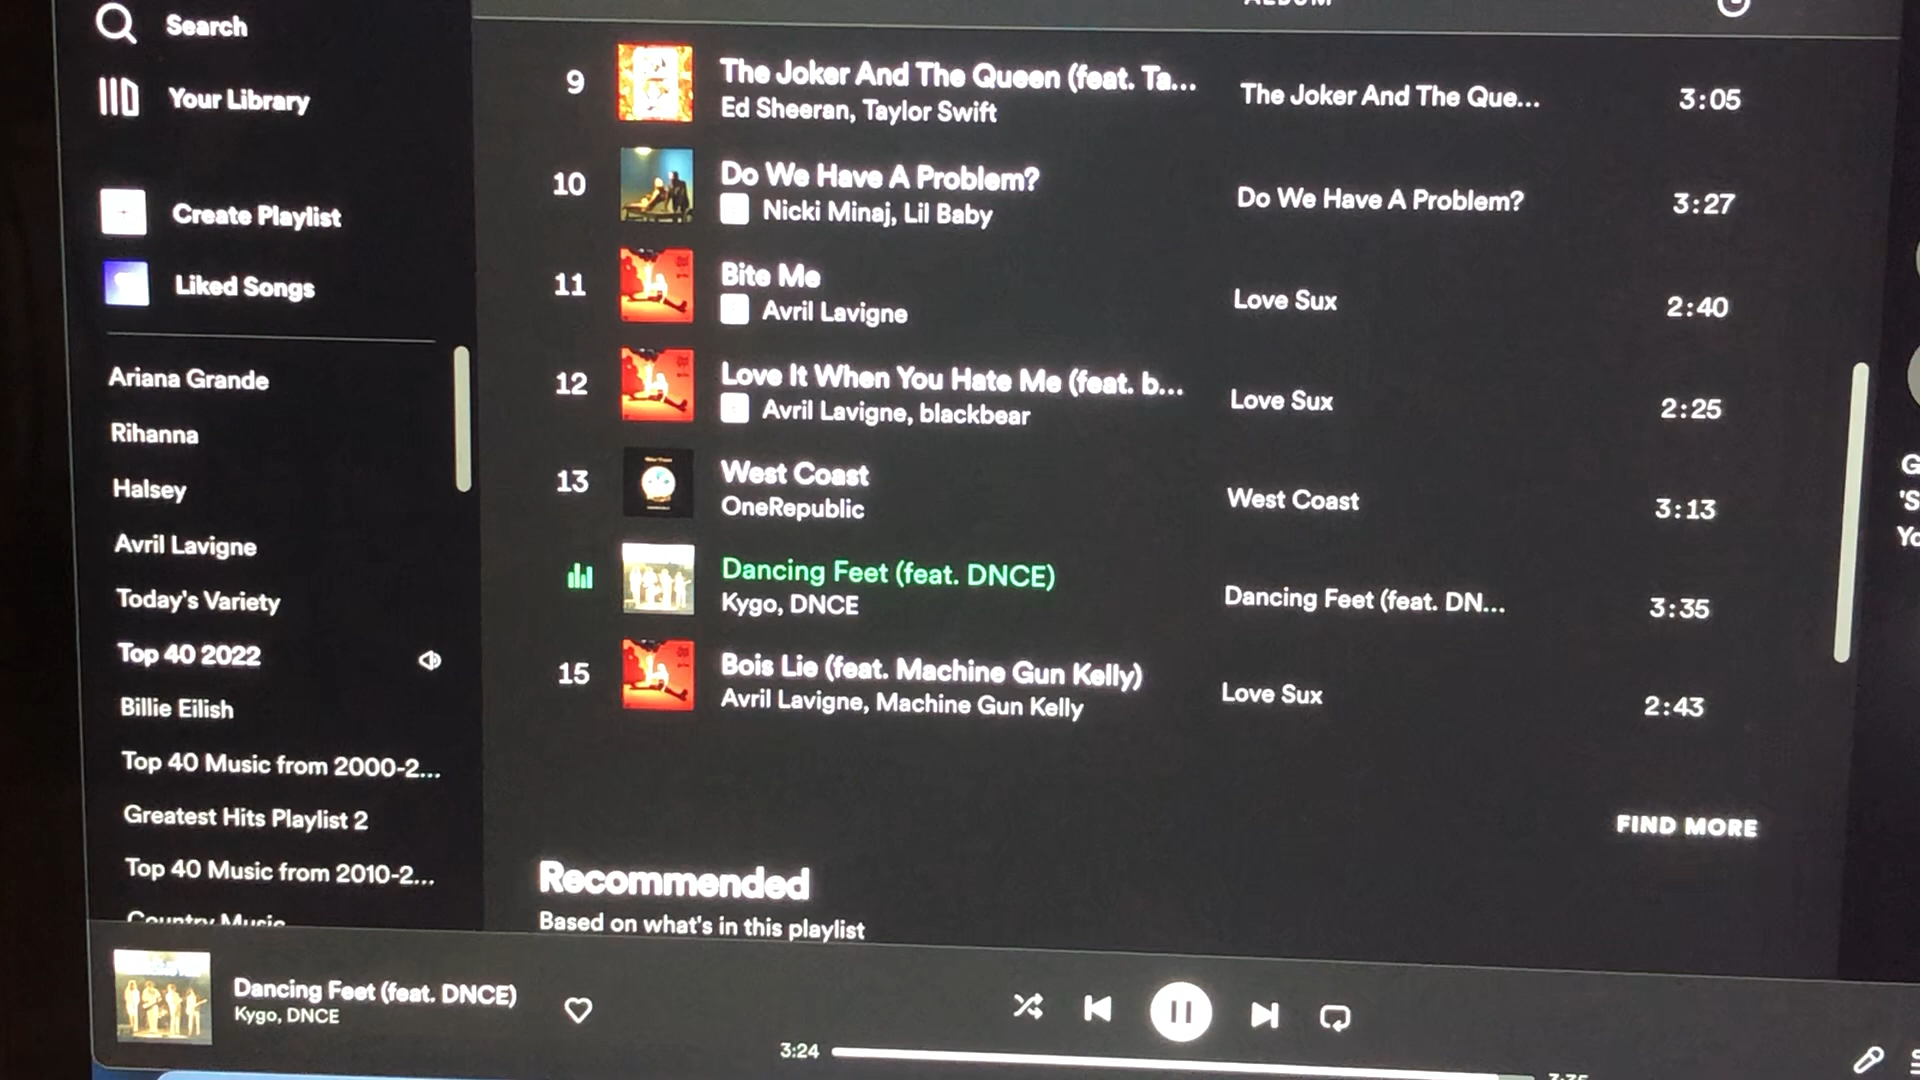 Search
Your Library
Create Playlist
Liked Songs
Ariana Grande
Rihanna
Halsey
Avril Lavigne
Today's Variety
Top 40 2022
Billie Eilish
Top 40 Music from 2000-2...
Greatest Hits Playlist 2
Top 40 Music from 2010-2...
Country Music
ALBUM
9 The Joker And The Queen (feat. Ta... The Joker And The Que... 3:05
Ed Sheeran, Taylor Swift
10 Do We Have A Problem? Do We Have A Problem? 3:27
Nicki Minaj, Lil Baby
11 Bite Me Love Sux 2:40
Avril Lavigne
12 Love It When You Hate Me (feat. b... Love Sux 2:25
Avril Lavigne, blackbear
13 West Coast West Coast 3:13
OneRepublic
Dancing Feet (feat. DNCE) Dancing Feet (feat. DN... 3:35
Kygo, DNCE
15 Bois Lie (feat. Machine Gun Kelly) Love Sux 2:43
Avril Lavigne, Machine Gun Kelly
FIND MORE
Recommended
Based on what's in this playlist
Dancing Feet (feat. DNCE)
Kygo, DNCE
3:24
3:35